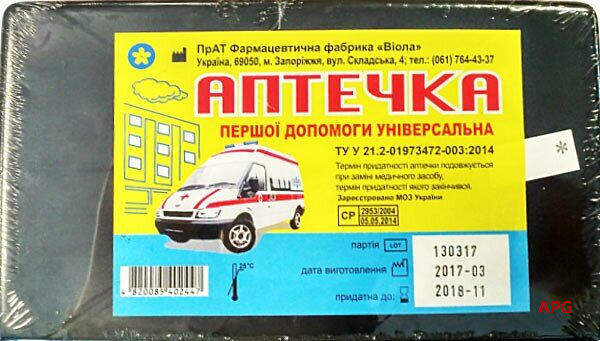 ПрАТ Фармацевтична фабрика «Віола»
Україна, 69050, м. Запоріжжя, вул. Складська, 4; тел.: (061) 764-43-37
АПТЕЧКА
ПЕРШОЇ ДОПОМОГИ УНІВЕРСАЛЬНА
ТУ У 21.2-01973472-003:2014
Термін придатності аптечки подовжується
при заміні медичного засобу,
термін придатності якого закінчився.
Зареєстровано МОЗ України
СР 2953/2004
05.05.2014
партія LOT 130317
дата виготовлення 2017-03
придатна до: 2018-11
25°C
4 820085 402447
*
APG